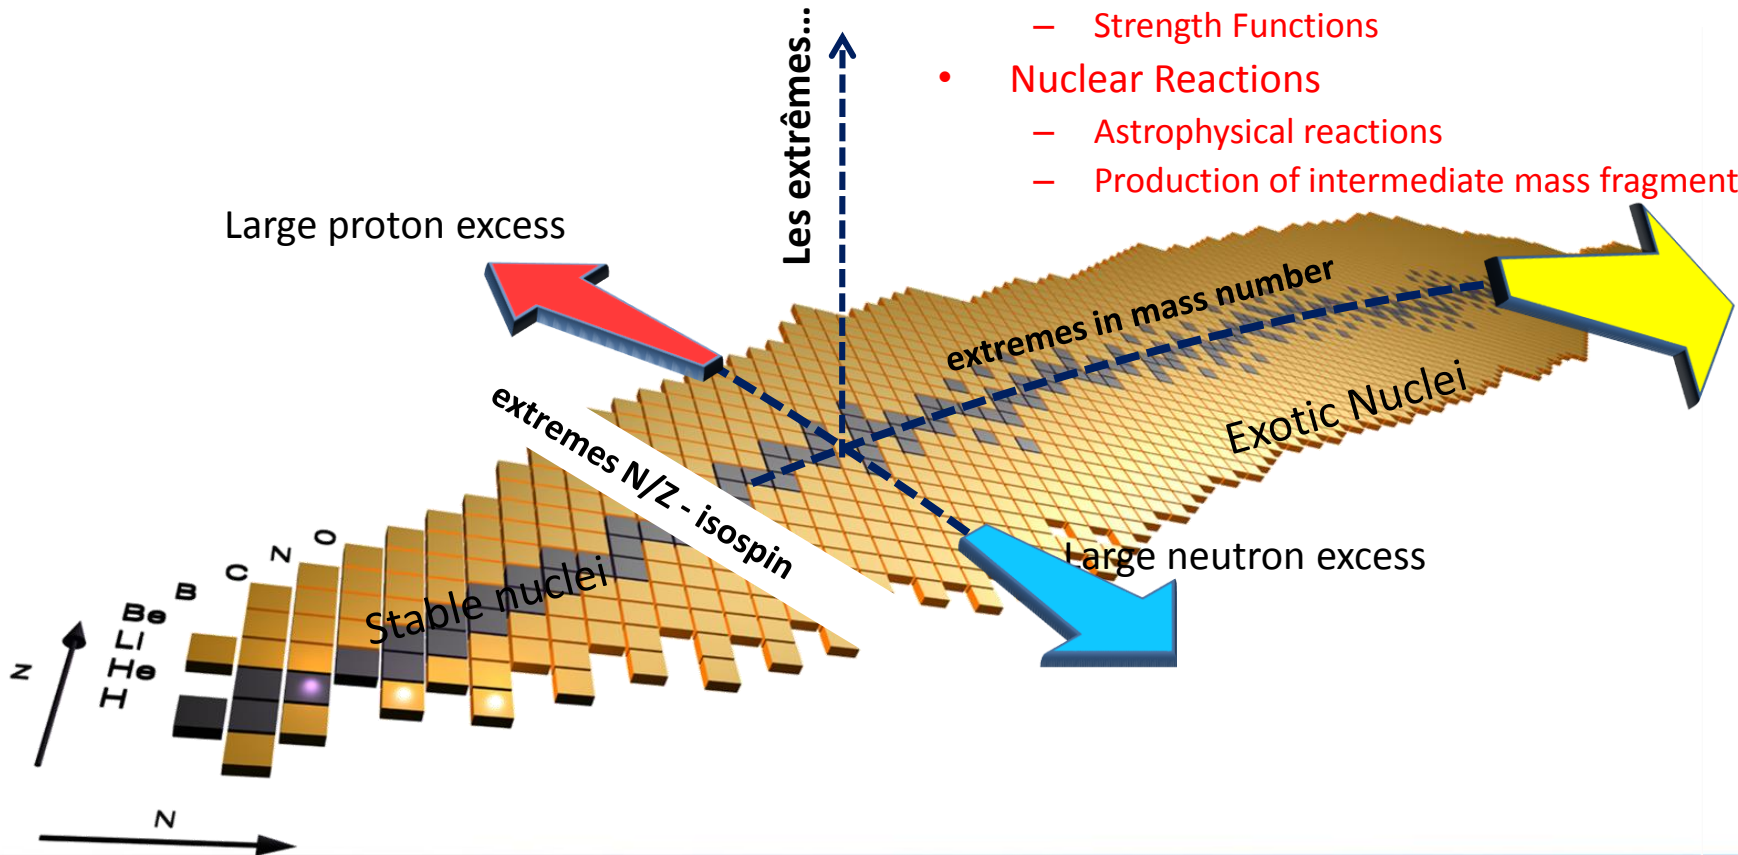 – Strength Functions
• Nuclear Reactions
– Astrophysical reactions
– Production of intermediate mass fragment
Les extrêmes...
Large proton excess
extremes in mass number
Exotic Nuclei
extremes N/Z - isospin
Large neutron excess
Stable nuclei
O
N
C
B
Be
Li
He
H
Z
N